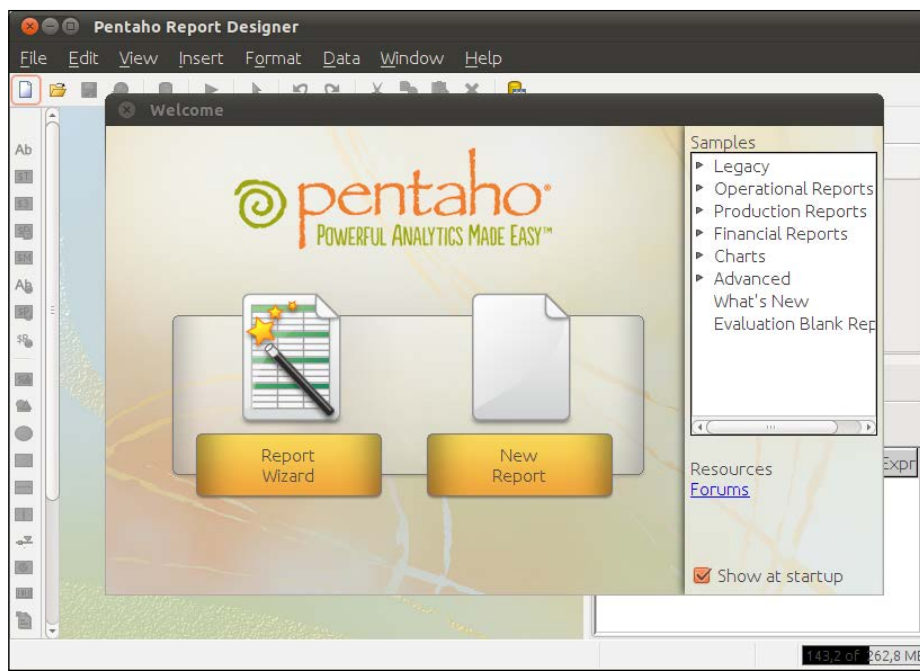 Pentaho Report Designer
File Edit View Insert Format Data Window Help
Welcome
pentaho
POWERFUL ANALYTICS MADE EASY™
Report
Wizard
New
Report
Samples
Legacy
Operational Reports
Production Reports
Financial Reports
Charts
Advanced
What's New
Evaluation Blank Rep
Resources
Forums
Show at startup
Ab
Ab
Expr
143,2 of 262,8 M